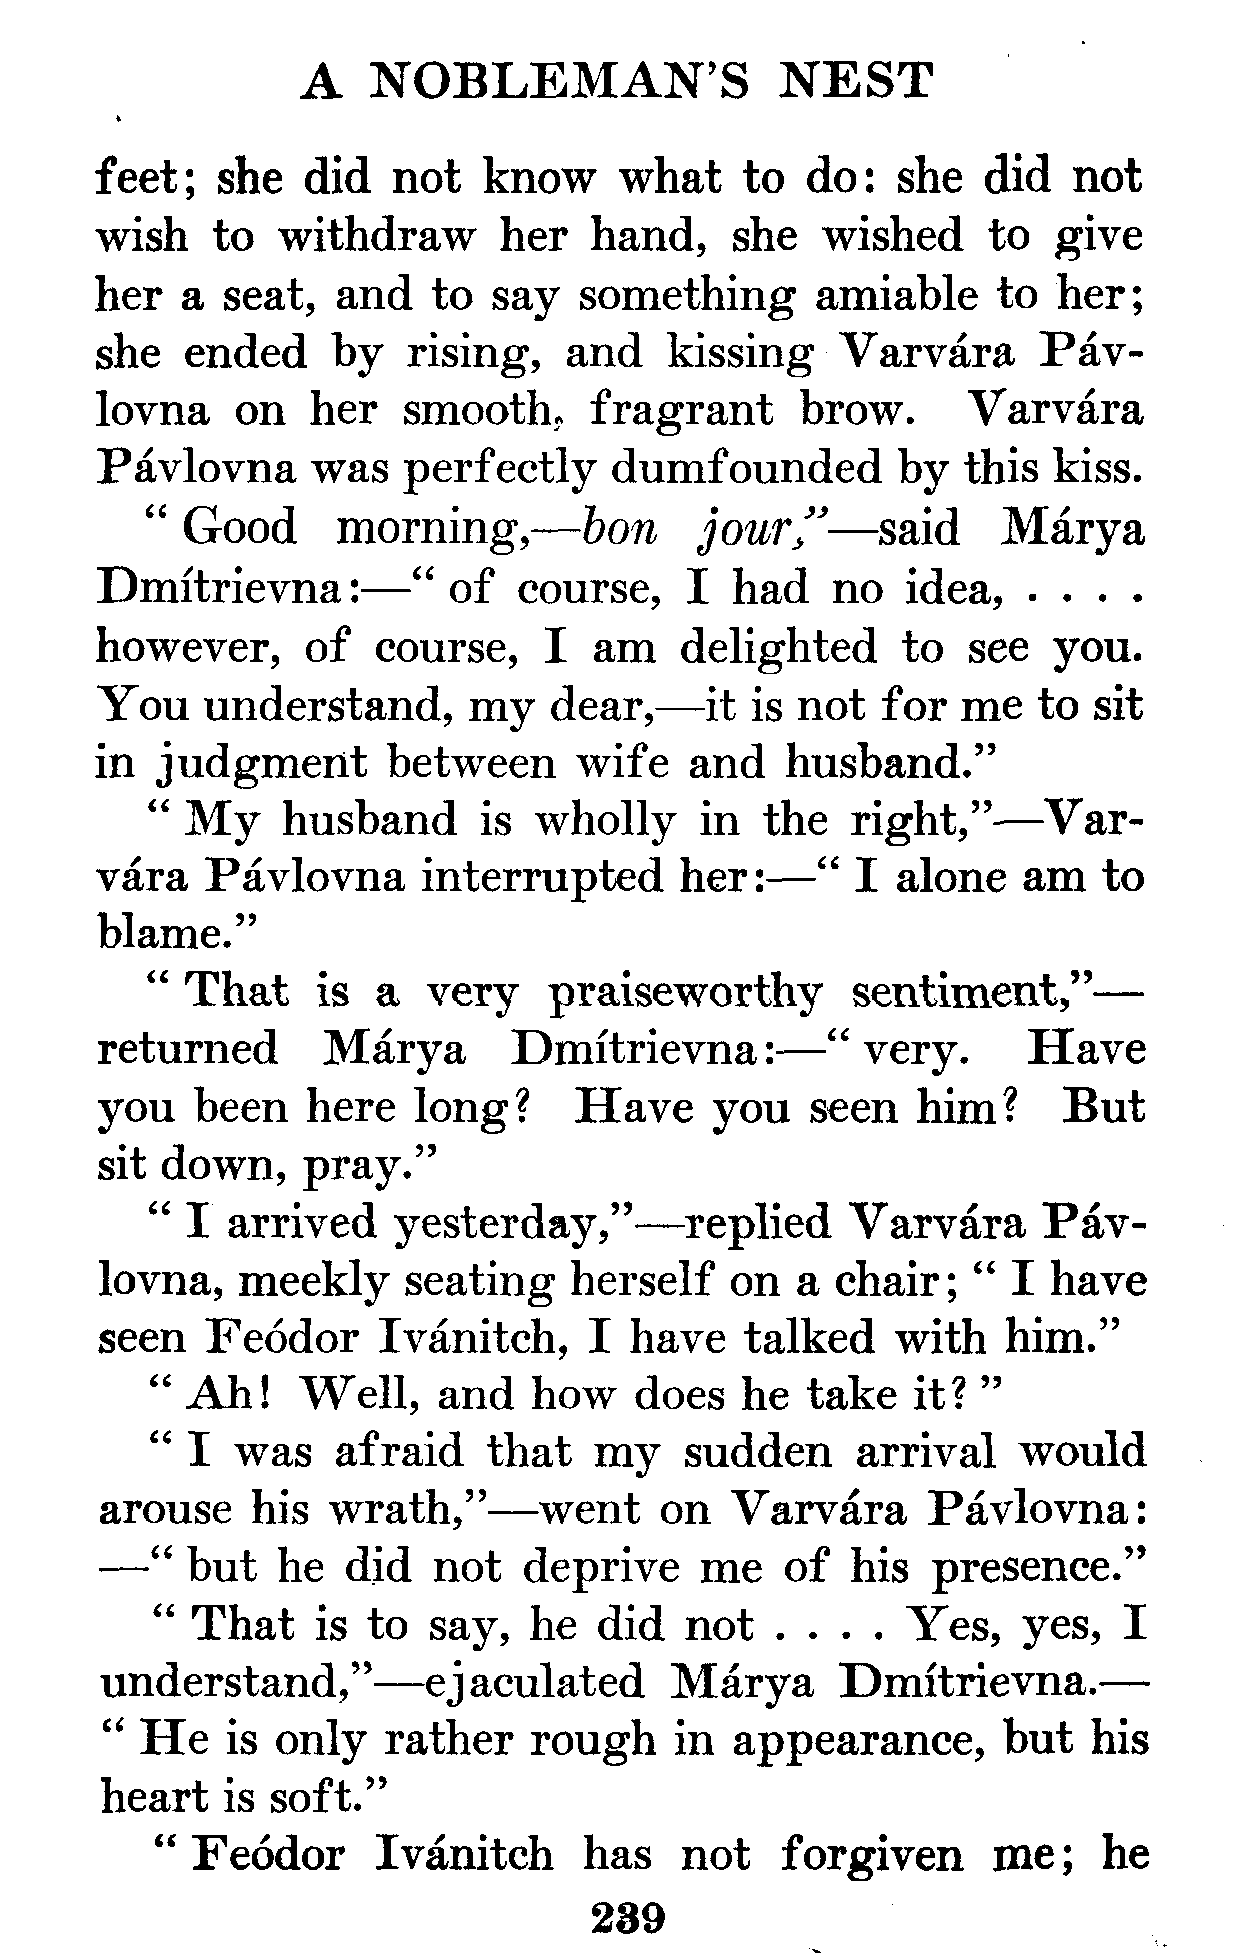 A NOBLEMAN'S NEST
feet; she did not know what to do: she did not
wish to withdraw her hand, she wished to give
her a seat, and to say something amiable to her;
she ended by rising, and kissing Varvára Páv-
lovna on her smooth, fragrant brow. Varvára
Pávlovna was perfectly dumfounded by this kiss.
“ Good morning,—bon jour,”—said Márya
Dmítrievna:—“ of course, I had no idea, . . . .
however, of course, I am delighted to see you.
You understand, my dear,—it is not for me to sit
in judgment between wife and husband.”
“ My husband is wholly in the right,”—Var-
vára Pávlovna interrupted her:—“ I alone am to
blame.”
“ That is a very praiseworthy sentiment,”—
returned Márya Dmítrievna:—“ very. Have
you been here long? Have you seen him? But
sit down, pray.”
“ I arrived yesterday,”—replied Varvára Páv-
lovna, meekly seating herself on a chair; “ I have
seen Feódor Ivánitch, I have talked with him.”
“ Ah! Well, and how does he take it? ”
“ I was afraid that my sudden arrival would
arouse his wrath,”—went on Varvára Pávlovna:
—“ but he did not deprive me of his presence.”
“ That is to say, he did not . . . . Yes, yes, I
understand,”—ejaculated Márya Dmítrievna.—
“ He is only rather rough in appearance, but his
heart is soft.”
“ Feódor Ivánitch has not forgiven me; he
239